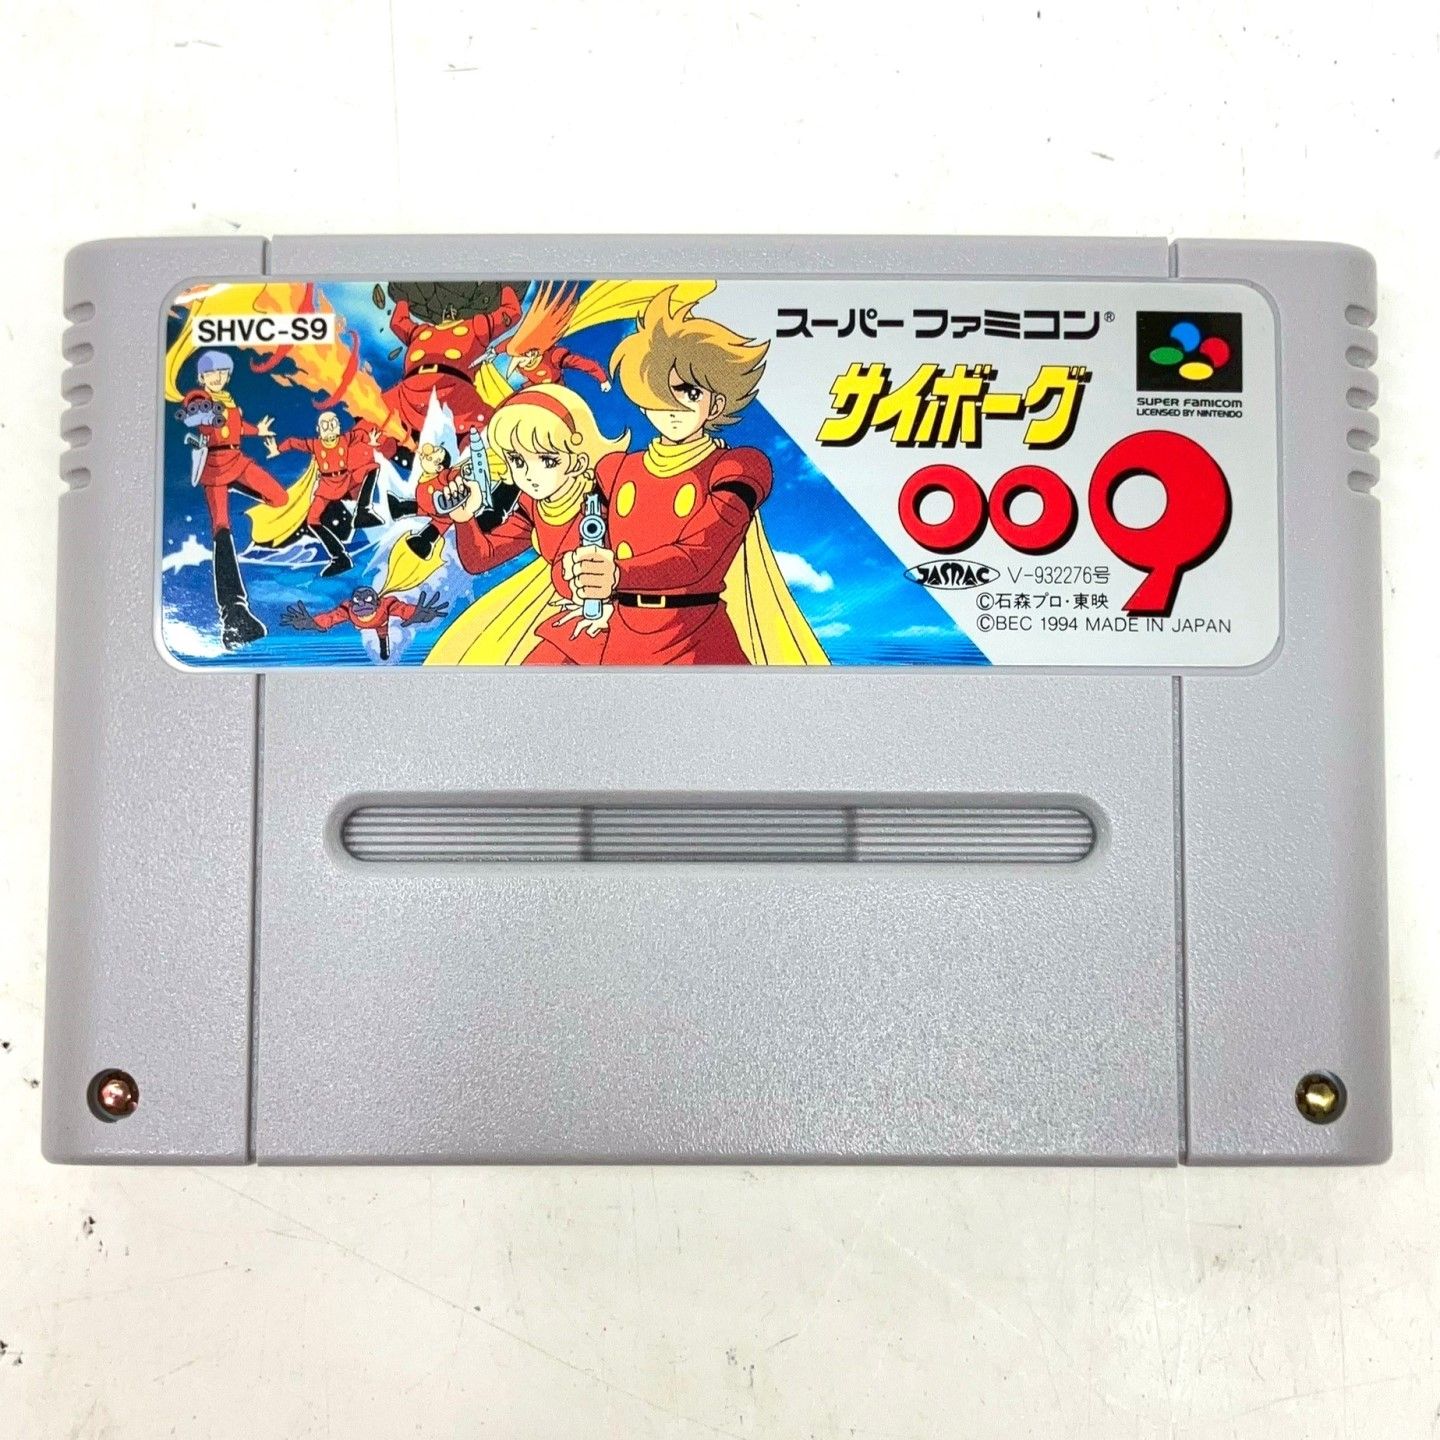 SHVC-S9
スーパーファミコン®
サイボーグ
009
SUPER FAMICOM
LICENSED BY NINTENDO
JASRAC V-932276号
©石森プロ・東映
©BEC 1994 MADE IN JAPAN